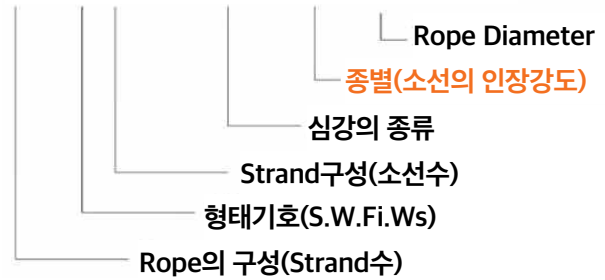 Rope Diameter
종별(소선의 인장강도)
심강의 종류
Strand구성(소선수)
형태기호(S.W.Fi.Ws)
Rope의 구성(Strand수)